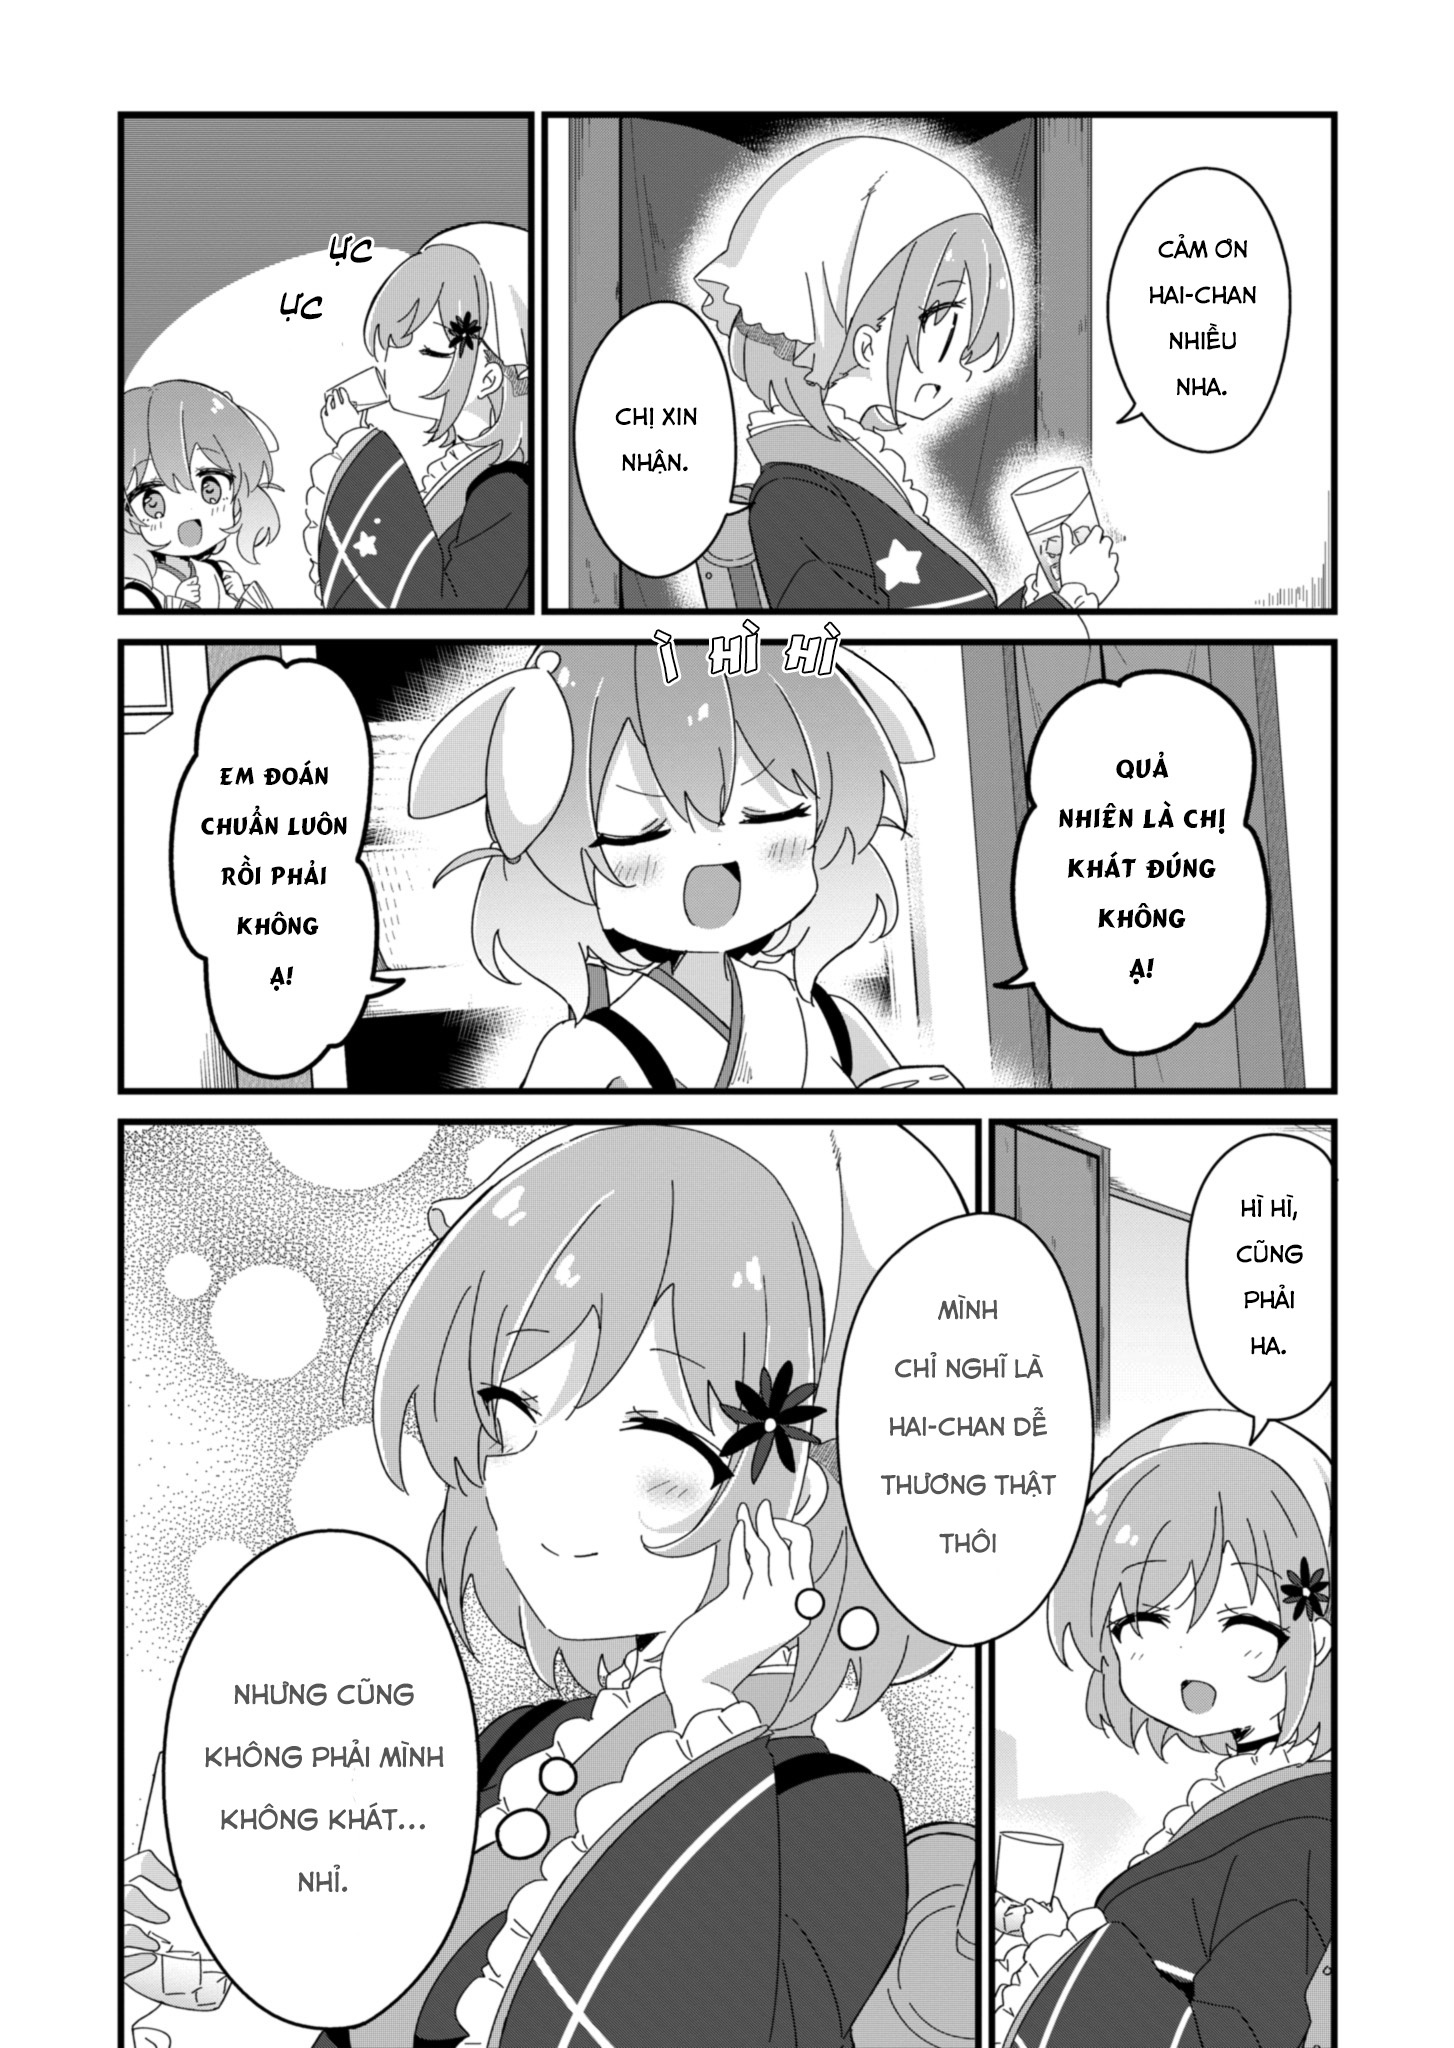 CẢM ƠN
HAI-CHAN
NHIỀU
NHA.
CHỊ XIN
NHẬN.
ỰC
ỰC
Ì HÌ HÌ
QUẢ
NHIÊN LÀ CHỊ
KHÁT ĐÚNG
KHÔNG
Ạ!
EM ĐOÁN
CHUẨN LUÔN
RỒI PHẢI
KHÔNG
Ạ!
HÌ HÌ,
CŨNG
PHẢI
HA.
MÌNH
CHỈ NGHĨ LÀ
HAI-CHAN DỄ
THƯƠNG THẬT
THÔI
NHƯNG CŨNG
KHÔNG PHẢI MÌNH
KHÔNG KHÁT...
NHỈ.